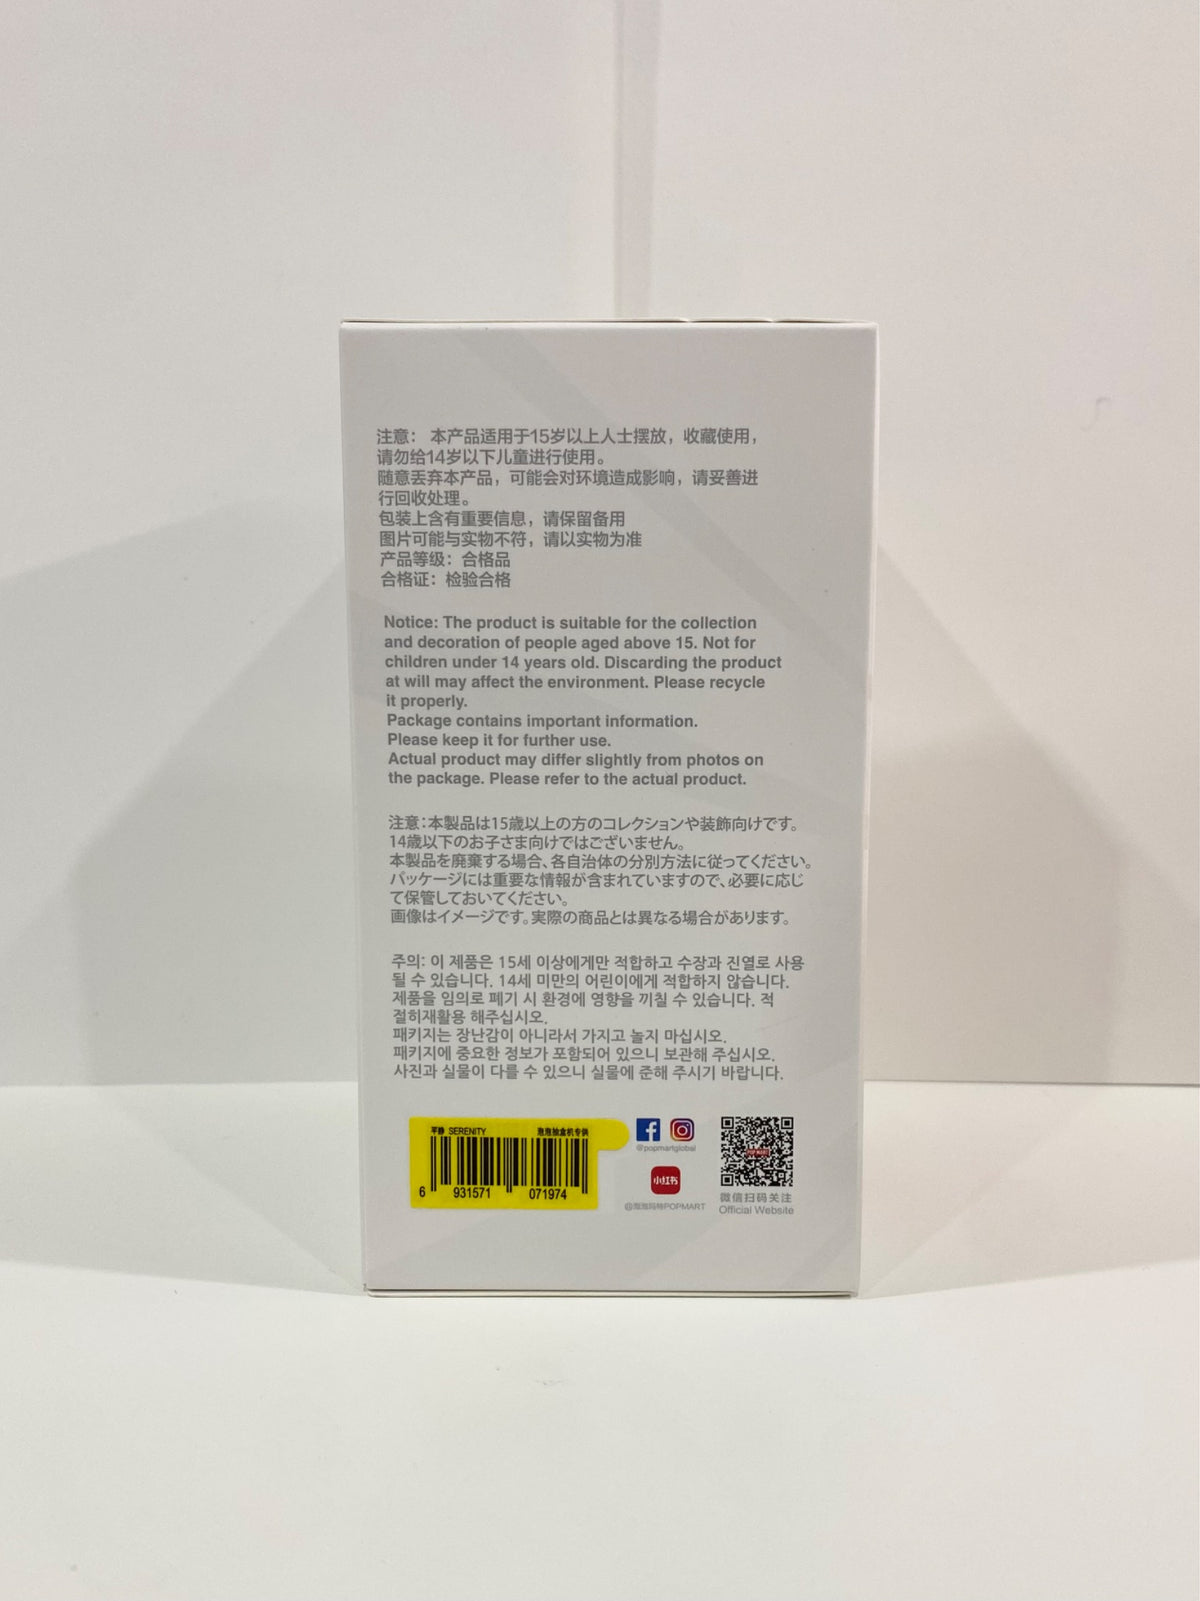 注意： 本产品适用于15岁以上人士摆放，收藏使用，
请勿给14岁以下儿童进行使用。
随意丢弃本产品，可能会对环境造成影响，请妥善进
行回收处理。
包装上含有重要信息，请保留备用
图片可能与实物不符，请以实物为准
产品等级：合格品
合格证：检验合格
Notice: The product is suitable for the collection
and decoration of people aged above 15. Not for
children under 14 years old. Discarding the product
at will may affect the environment. Please recycle
it properly.
Package contains important information.
Please keep it for further use.
Actual product may differ slightly from photos on
the package. Please refer to the actual product.
注意:本製品は15歳以上の方のコレクションや装飾向けです。
14歳以下のお子さま向けではございません。
本製品を廃棄する場合、各自治体の分別方法に従ってください。
パッケージには重要な情報が含まれていますので、必要に応じ
て保管しておいてください。
画像はイメージです。実際の商品とは異なる場合があります。
주의: 이 제품은 15세 이상에게만 적합하고 수장과 진열로 사용
될 수 있습니다. 14세 미만의 어린이에게 적합하지 않습니다.
제품을 임의로 폐기 시 환경에 영향을 끼칠 수 있습니다. 적
절히재활용 해주십시오.
패키지는 장난감이 아니라서 가지고 놀지 마십시오.
패키지에 중요한 정보가 포함되어 있으니 보관해 주십시오.
사진과 실물이 다를 수 있으니 실물에 준해 주시기 바랍니다.
平静 SERENITY 泡泡抽盒机专供
6 931571 071974
@popmartglobal
小红书
@泡泡玛特POPMART
POP MART
微信扫码关注
Official Website